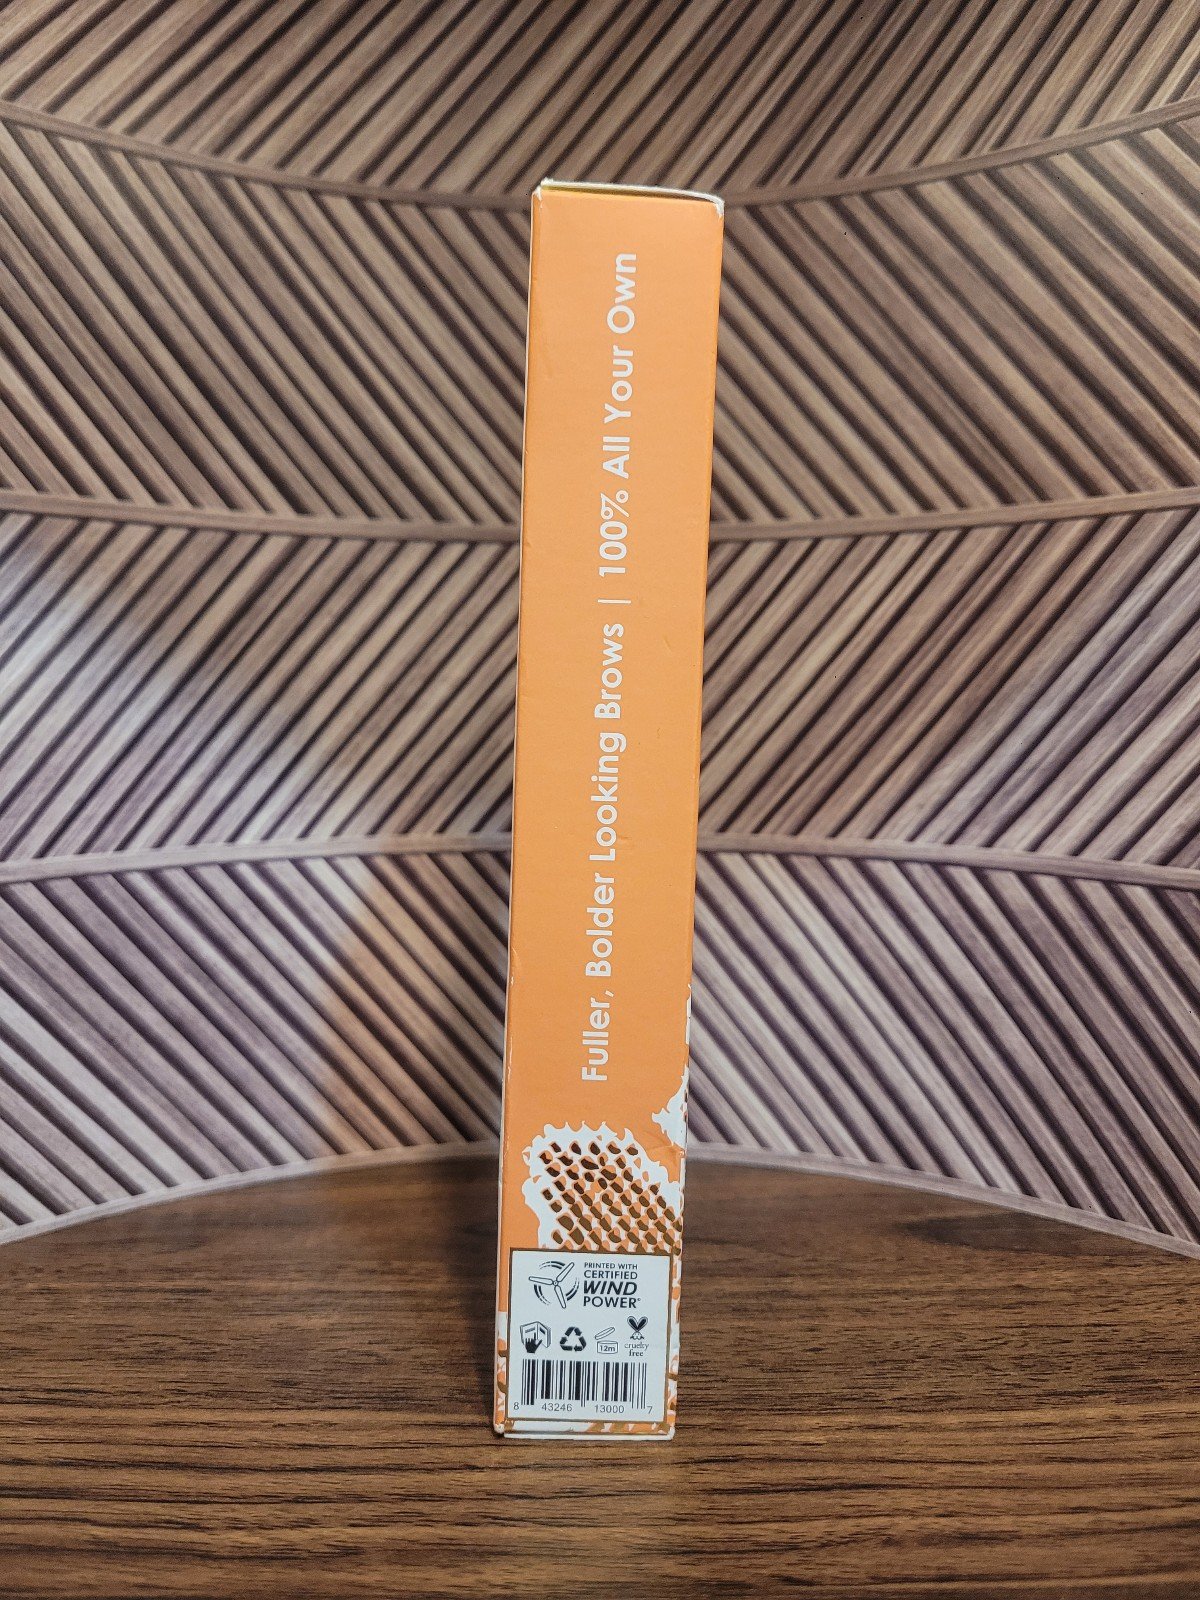 Fuller, Bolder Looking Brows | 100% All Your Own
PRINTED WITH
CERTIFIED
WIND
POWER®
12m
cruelty
free
8 43246 13000 7